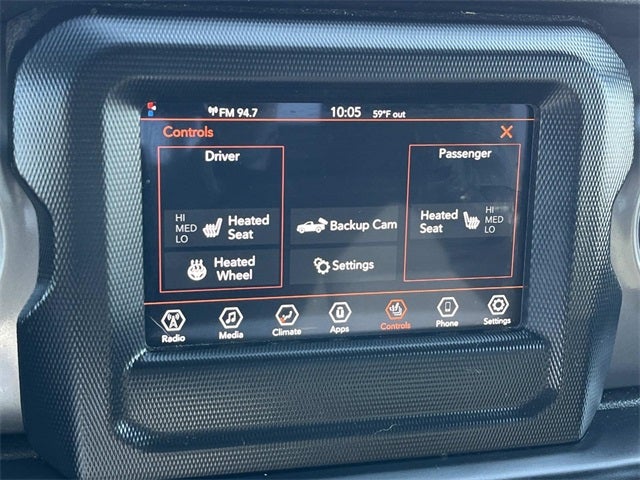 FM 94.7 10:05 59°F out
Controls X
Driver
Passenger
HI
MED
LO
Heated
Seat
Backup Cam
Heated
Seat
HI
MED
LO
Heated
Wheel
Settings
Radio Media Climate Apps Controls Phone Settings